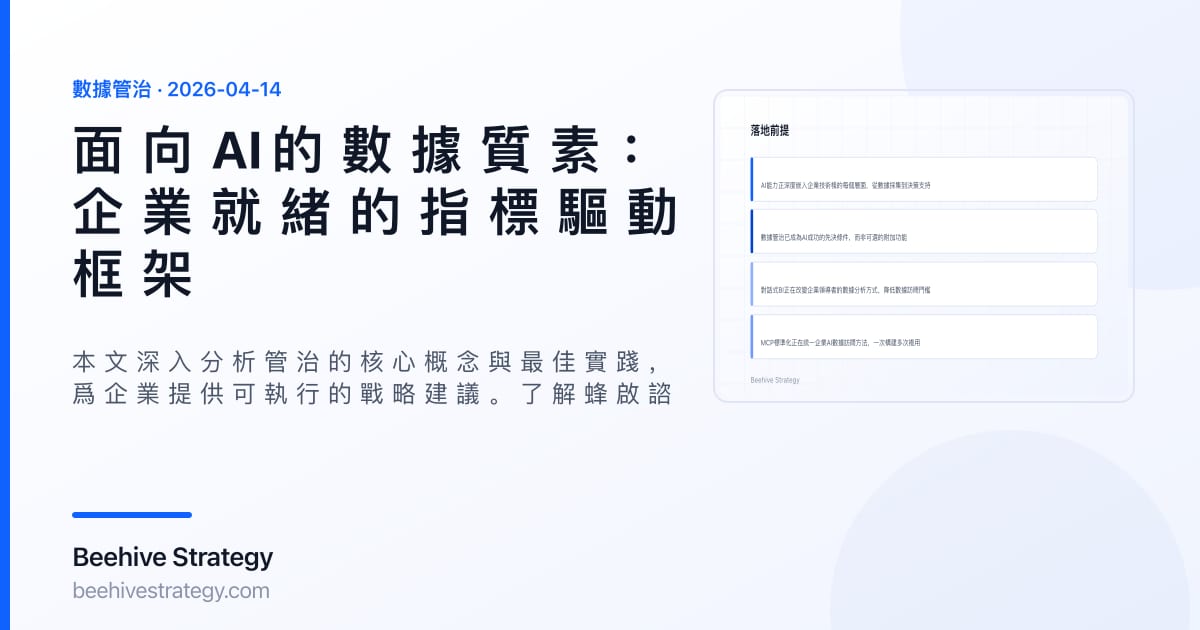 數據管治 · 2026-04-14
面向AI的數據質素：
企業就緒的指標驅動
框架
本文深入分析管治的核心概念與最佳實踐，
爲企業提供可執行的戰略建議。了解蜂啟諮
Beehive Strategy
beehivestrategy.com
落地前提
AI能力正深度嵌入企業技術棧的每個層面，從數據採集到決策支持
數據管治已成為AI成功的先決條件，而非可選的附加功能
對話式BI正在改變企業領導者的數據分析方式，降低數據訪問門檻
MCP標準化正在統一企業AI數據訪問方法，一次構建多次複用
Beehive Strategy